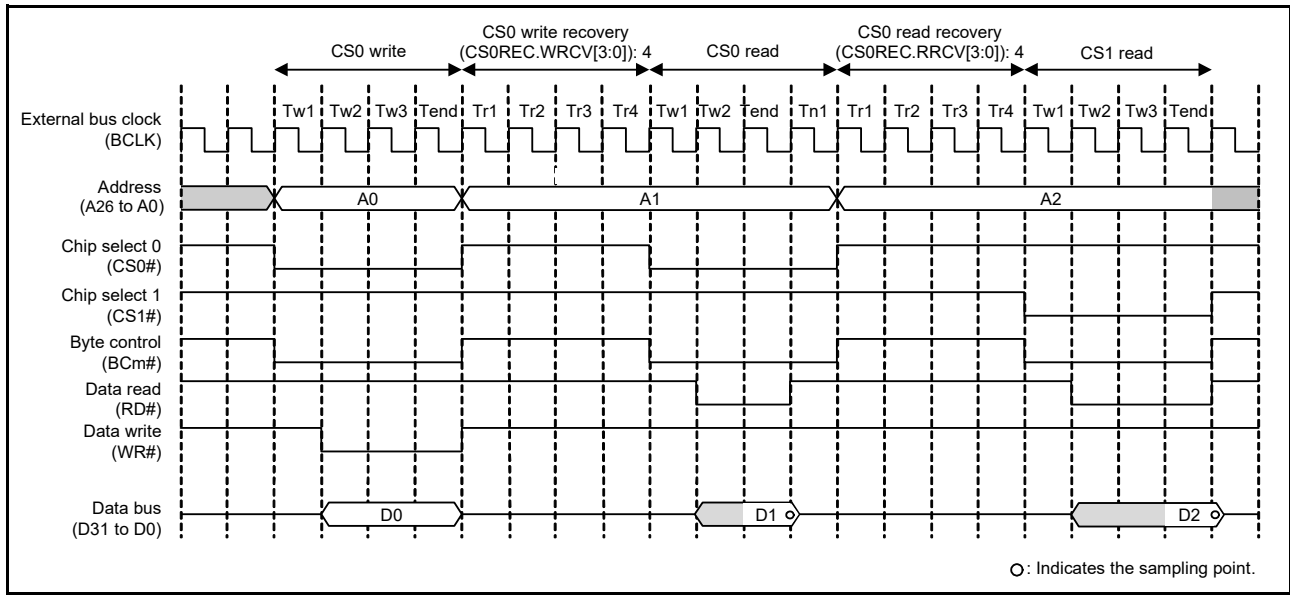 CS0 write
CS0 write recovery
(CS0REC.WRCV[3:0]): 4
CS0 read
CS0 read recovery
(CS0REC.RRCV[3:0]): 4
CS1 read
External bus clock
(BCLK)
Tw1 Tw2 Tw3 Tend Tr1 Tr2 Tr3 Tr4 Tw1 Tw2 Tend Tn1 Tr1 Tr2 Tr3 Tr4 Tw1 Tw2 Tw3 Tend
Address
(A26 to A0)
A0 A1 A2
Chip select 0
(CS0#)
Chip select 1
(CS1#)
Byte control
(BCm#)
Data read
(RD#)
Data write
(WR#)
Data bus
(D31 to D0)
D0 D1 D2
: Indicates the sampling point.